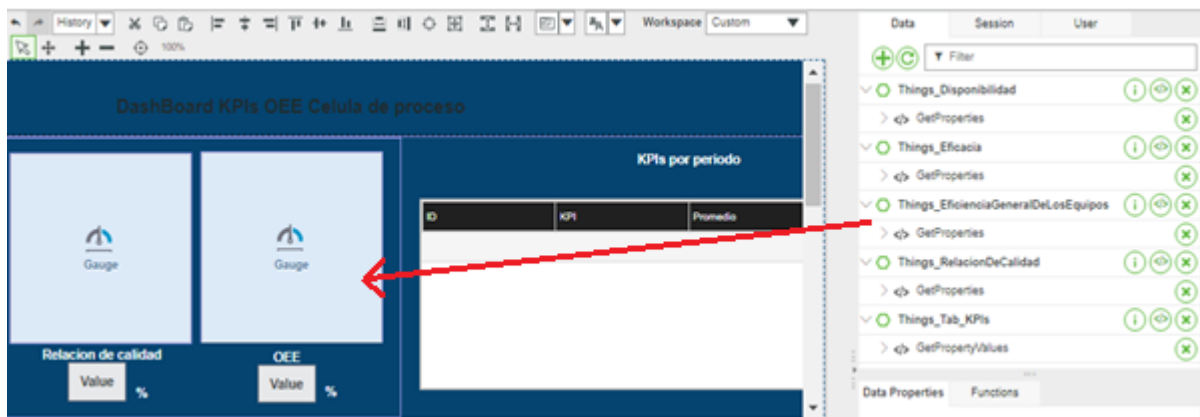 History Workspace Custom Data Session User
100% Filter
DashBoard KPIs OEE Celula de proceso
Gauge Gauge
Relacion de calidad OEE
Value % Value %
KPIs por periodo
ID KPI Promedio
Things_Disponibilidad
GetProperties
Things_Eficacia
GetProperties
Things_EficienciaGeneralDeLosEquipos
GetProperties
Things_RelacionDeCalidad
GetProperties
Things_Tab_KPIs
GetPropertyValues
Data Properties Functions